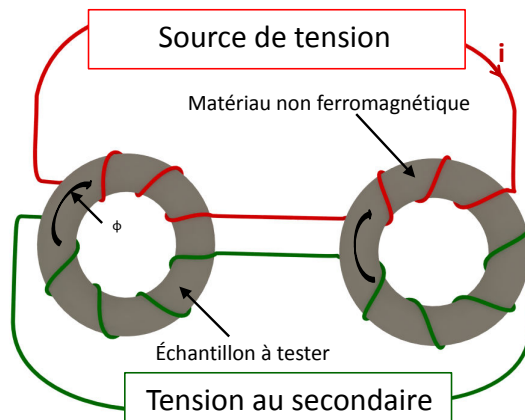 Source de tension
i
Matériau non ferromagnétique
ϕ
Échantillon à tester
Tension au secondaire